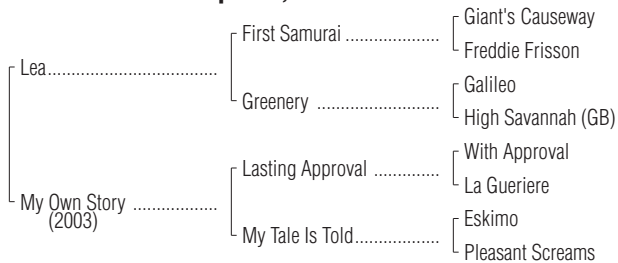 Lea
First Samurai
Giant's Causeway
Freddie Frisson
Greenery
Galileo
High Savannah (GB)
My Own Story
(2003)
Lasting Approval
With Approval
La Gueriere
My Tale Is Told
Eskimo
Pleasant Screams